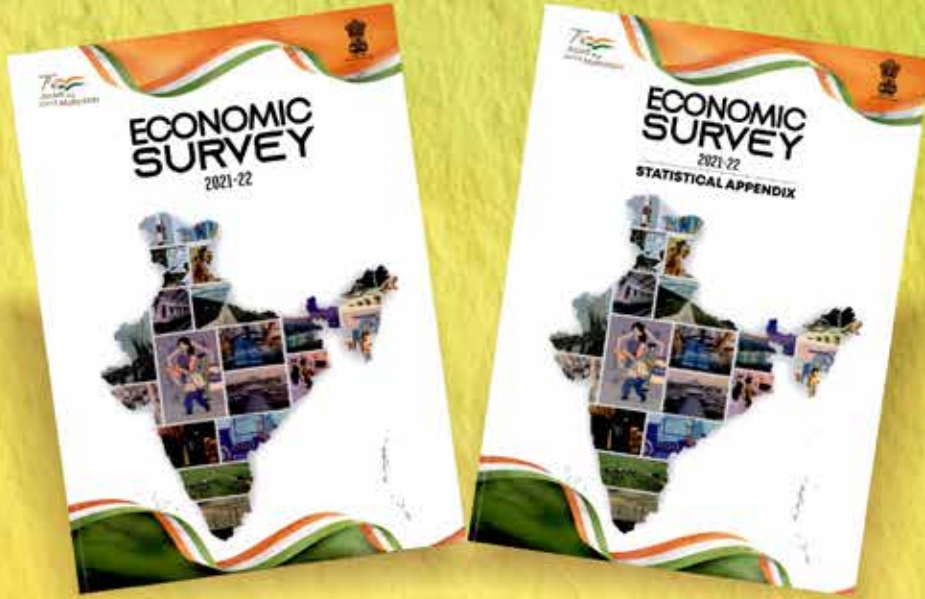 ECONOMIC
SURVEY
2021-22
ECONOMIC
SURVEY
2021-22
STATISTICAL APPENDIX